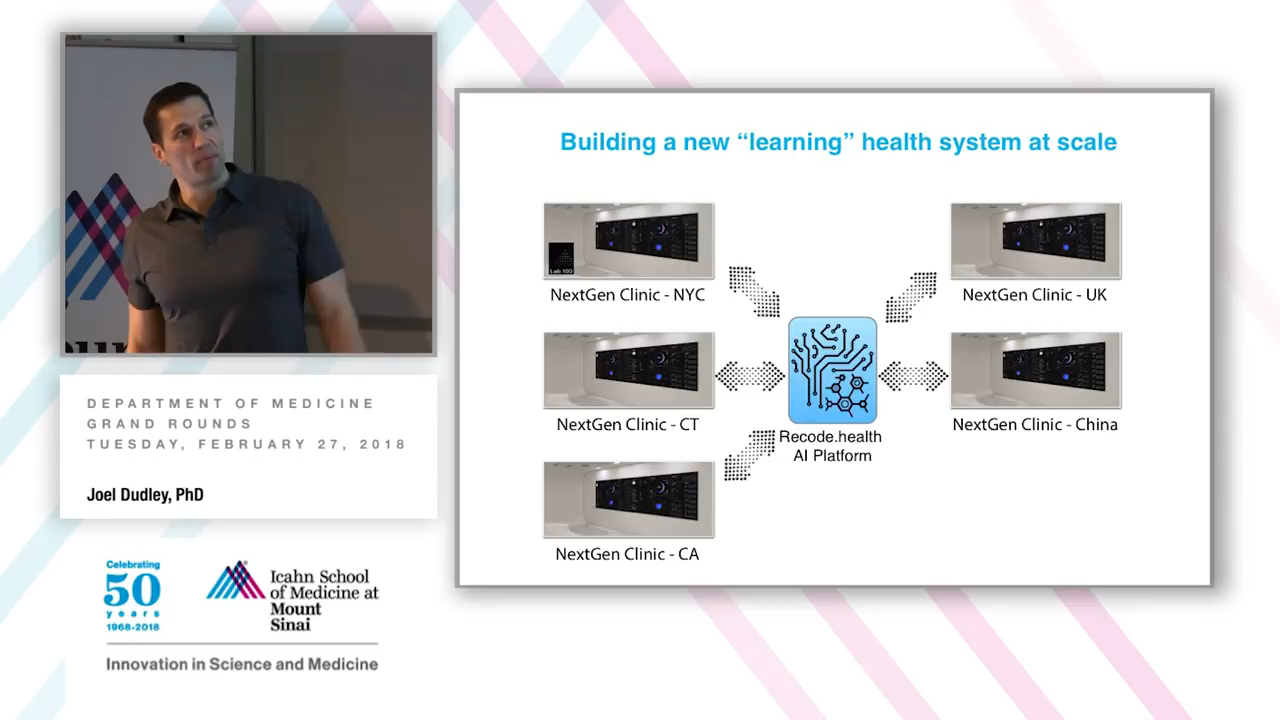 DEPARTMENT OF MEDICINE
GRAND ROUNDS
TUESDAY, FEBRUARY 27, 2018
Joel Dudley, PhD
Celebrating
50
years
1968-2018
Icahn School
of Medicine at
Mount
Sinai
Innovation in Science and Medicine
Building a new “learning” health system at scale
Lab 100
NextGen Clinic - NYC
NextGen Clinic - UK
NextGen Clinic - CT
NextGen Clinic - China
Recode.health
AI Platform
NextGen Clinic - CA